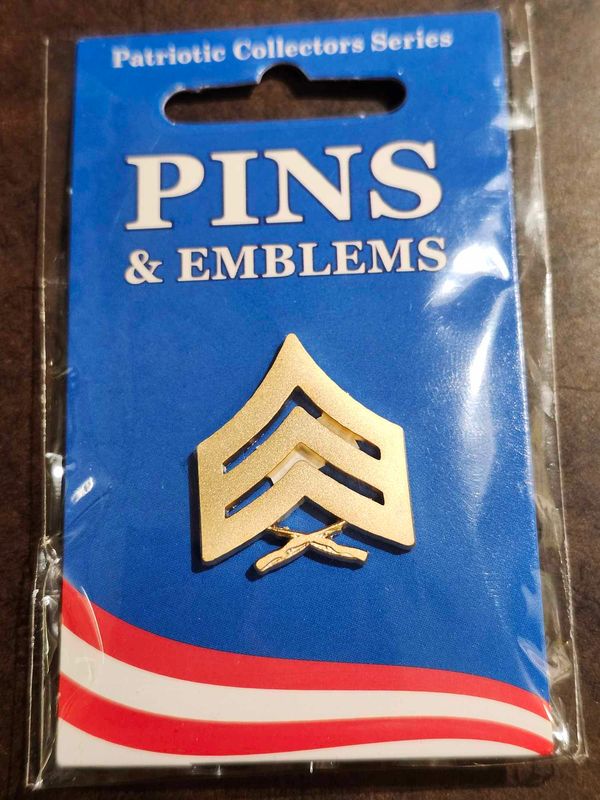 Patriotic Collectors Series
PINS
& EMBLEMS